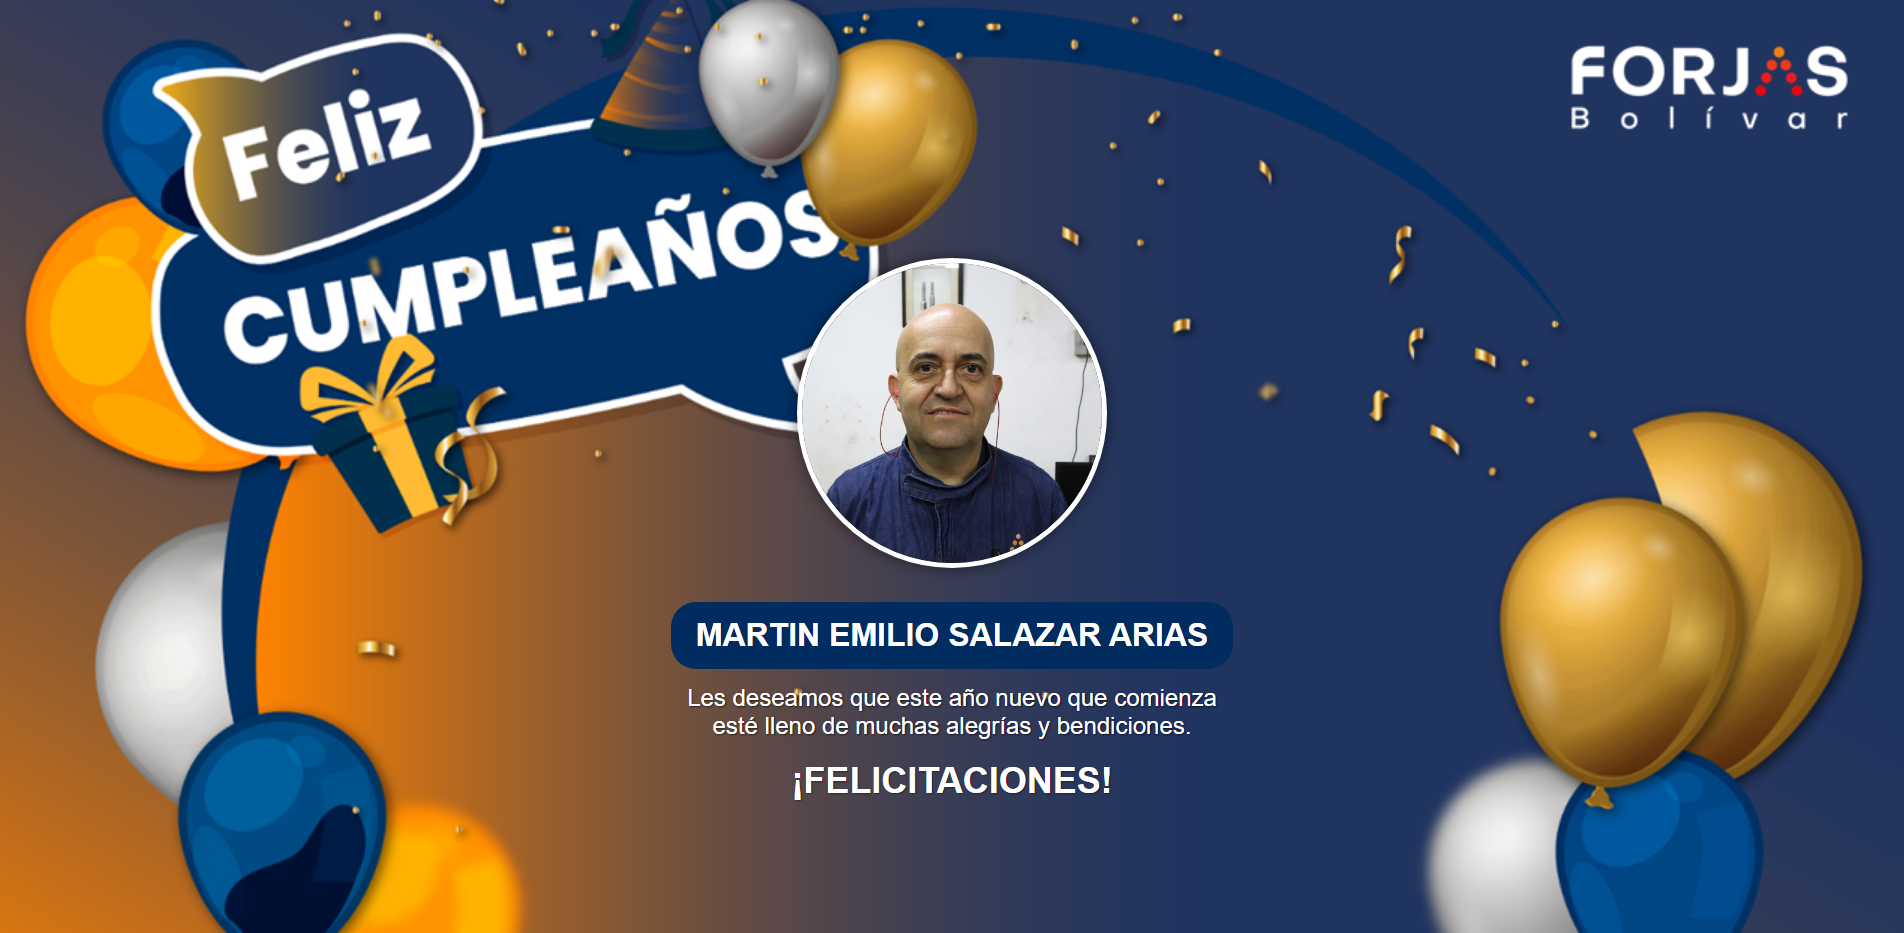 Feliz
CUMPLEAÑOS
FORJAS
Bolívar
MARTIN EMILIO SALAZAR ARIAS
Les deseamos que este año nuevo que comienza
esté lleno de muchas alegrías y bendiciones.
¡FELICITACIONES!